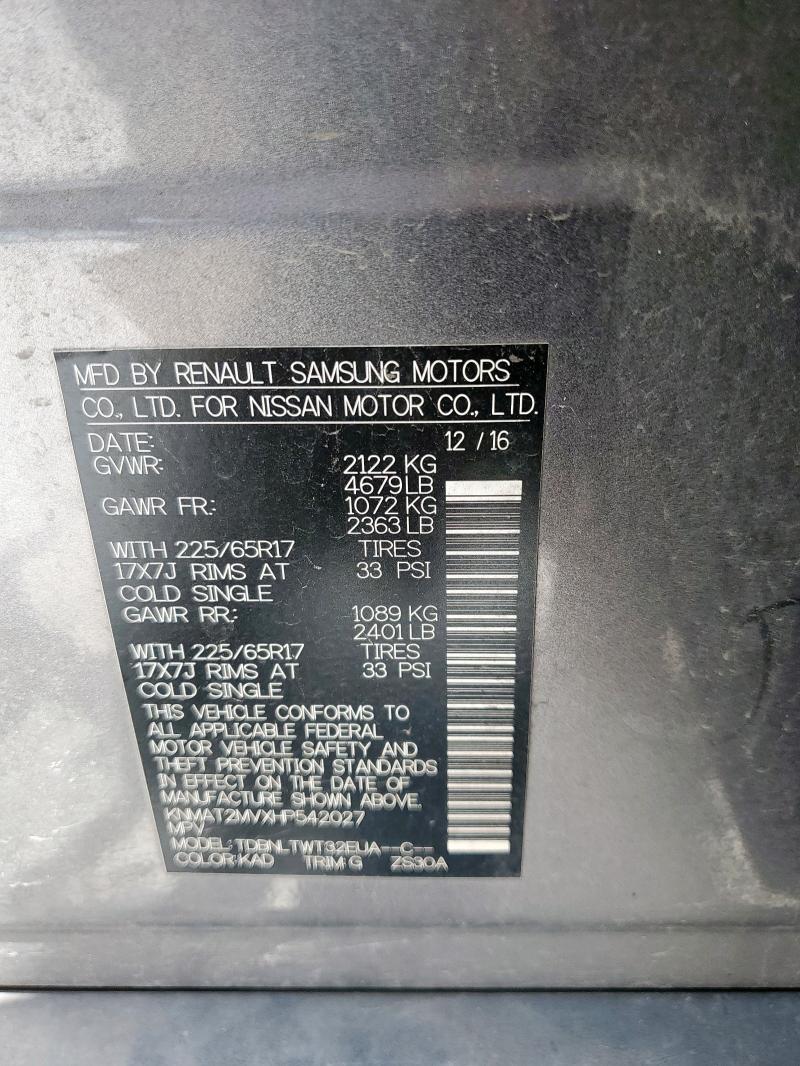 MFD BY RENAULT SAMSUNG MOTORS
CO., LTD. FOR NISSAN MOTOR CO., LTD.
DATE: 12 / 16
GVWR: 2122 KG
4679 LB
GAWR FR.: 1072 KG
2363 LB
WITH 225/65R17 TIRES
17X7J RIMS AT 33 PSI
COLD SINGLE
GAWR RR.: 1089 KG
2401 LB
WITH 225/65R17 TIRES
17X7J RIMS AT 33 PSI
COLD SINGLE
THIS VEHICLE CONFORMS TO
ALL APPLICABLE FEDERAL
MOTOR VEHICLE SAFETY AND
THEFT PREVENTION STANDARDS
IN EFFECT ON THE DATE OF
MANUFACTURE SHOWN ABOVE.
KNMAT2MVXHP542027
MPV
MODEL: TDBNLTWT32EUA--C--
COLOR:KAD TRIM:G ZS30A